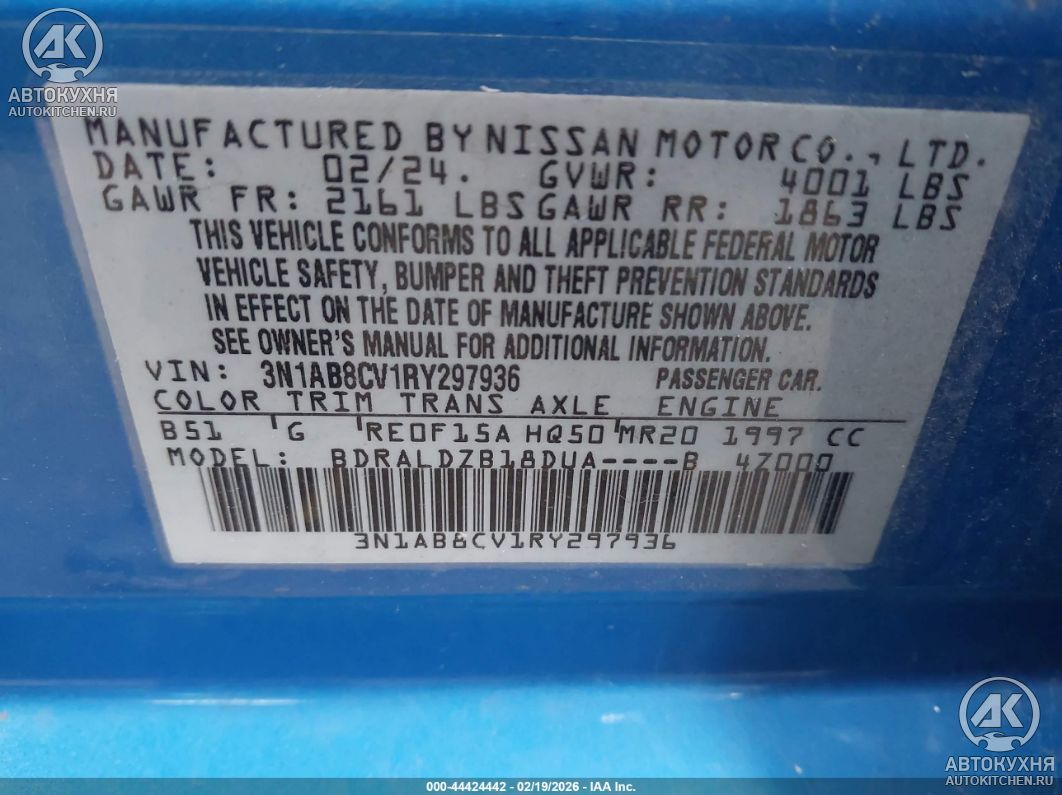 AK
АВТОКУХНЯ
AUTOKITCHEN.RU
MANUFACTURED BY NISSAN MOTOR CO., LTD.
DATE: 02/24. GVWR: 4001 LBS
GAWR FR: 2161 LBS GAWR RR: 1863 LBS
THIS VEHICLE CONFORMS TO ALL APPLICABLE FEDERAL MOTOR
VEHICLE SAFETY, BUMPER AND THEFT PREVENTION STANDARDS
IN EFFECT ON THE DATE OF MANUFACTURE SHOWN ABOVE.
SEE OWNER'S MANUAL FOR ADDITIONAL INFORMATION.
VIN: 3N1AB8CV1RY297936 PASSENGER CAR.
COLOR TRIM TRANS AXLE ENGINE
B51 G RE0F15A HQ50 MR20 1997 CC
MODEL: BDRALDZB18DUA----B 4Z000
3N1AB8CV1RY297936
AK
АВТОКУХНЯ
AUTOKITCHEN.RU
000-44424442 - 02/19/2026 - IAA Inc.